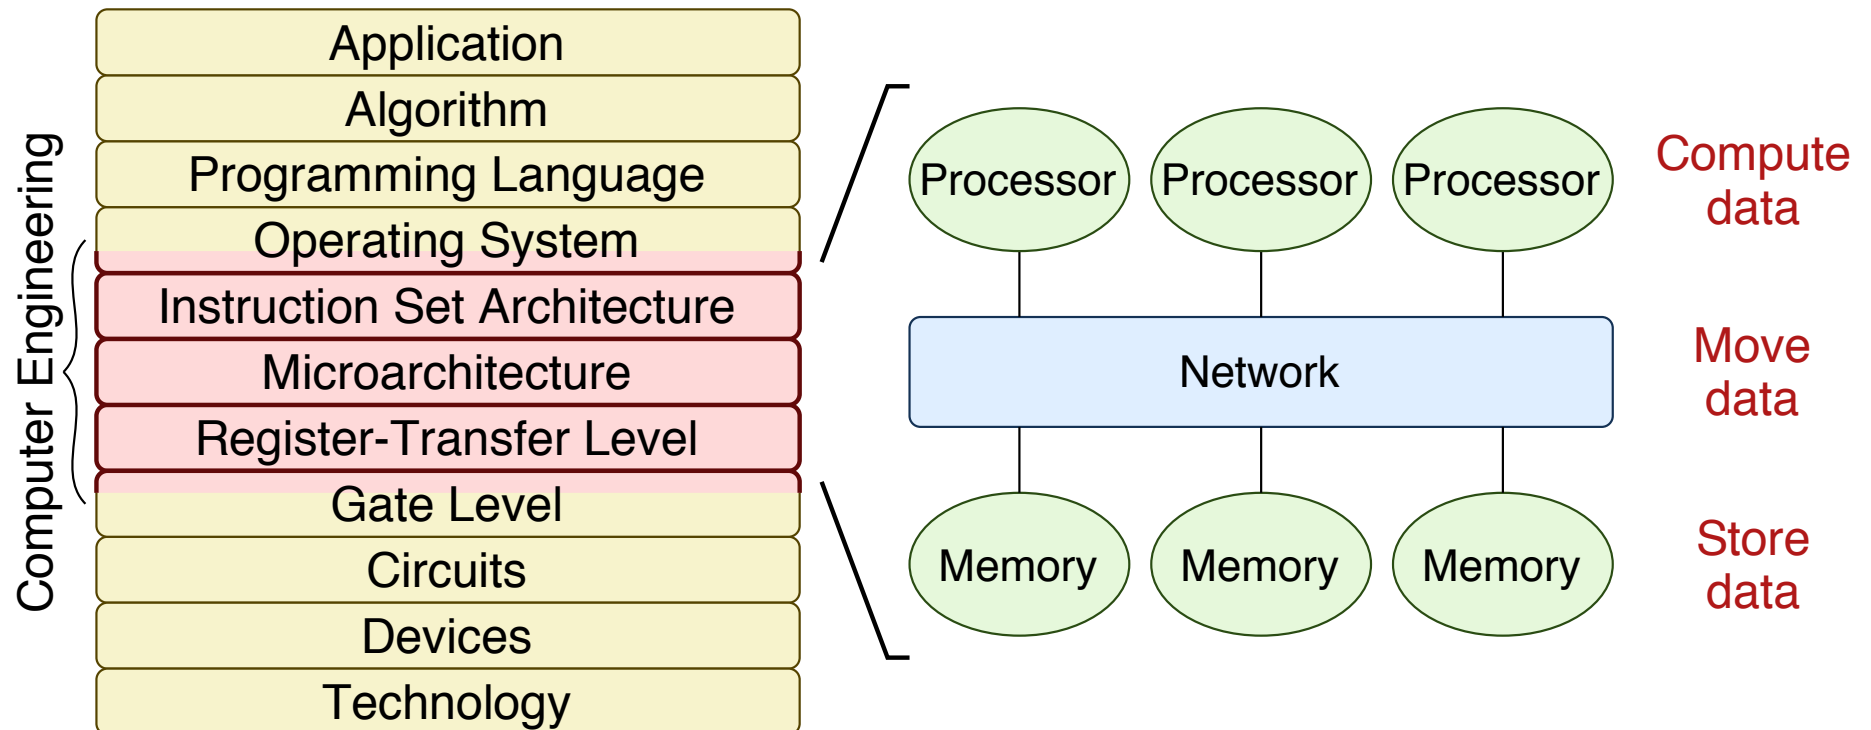 Computer Engineering
Application
Algorithm
Programming Language
Operating System
Instruction Set Architecture
Microarchitecture
Register-Transfer Level
Gate Level
Circuits
Devices
Technology
Processor Processor Processor
Network
Memory Memory Memory
Compute
data
Move
data
Store
data